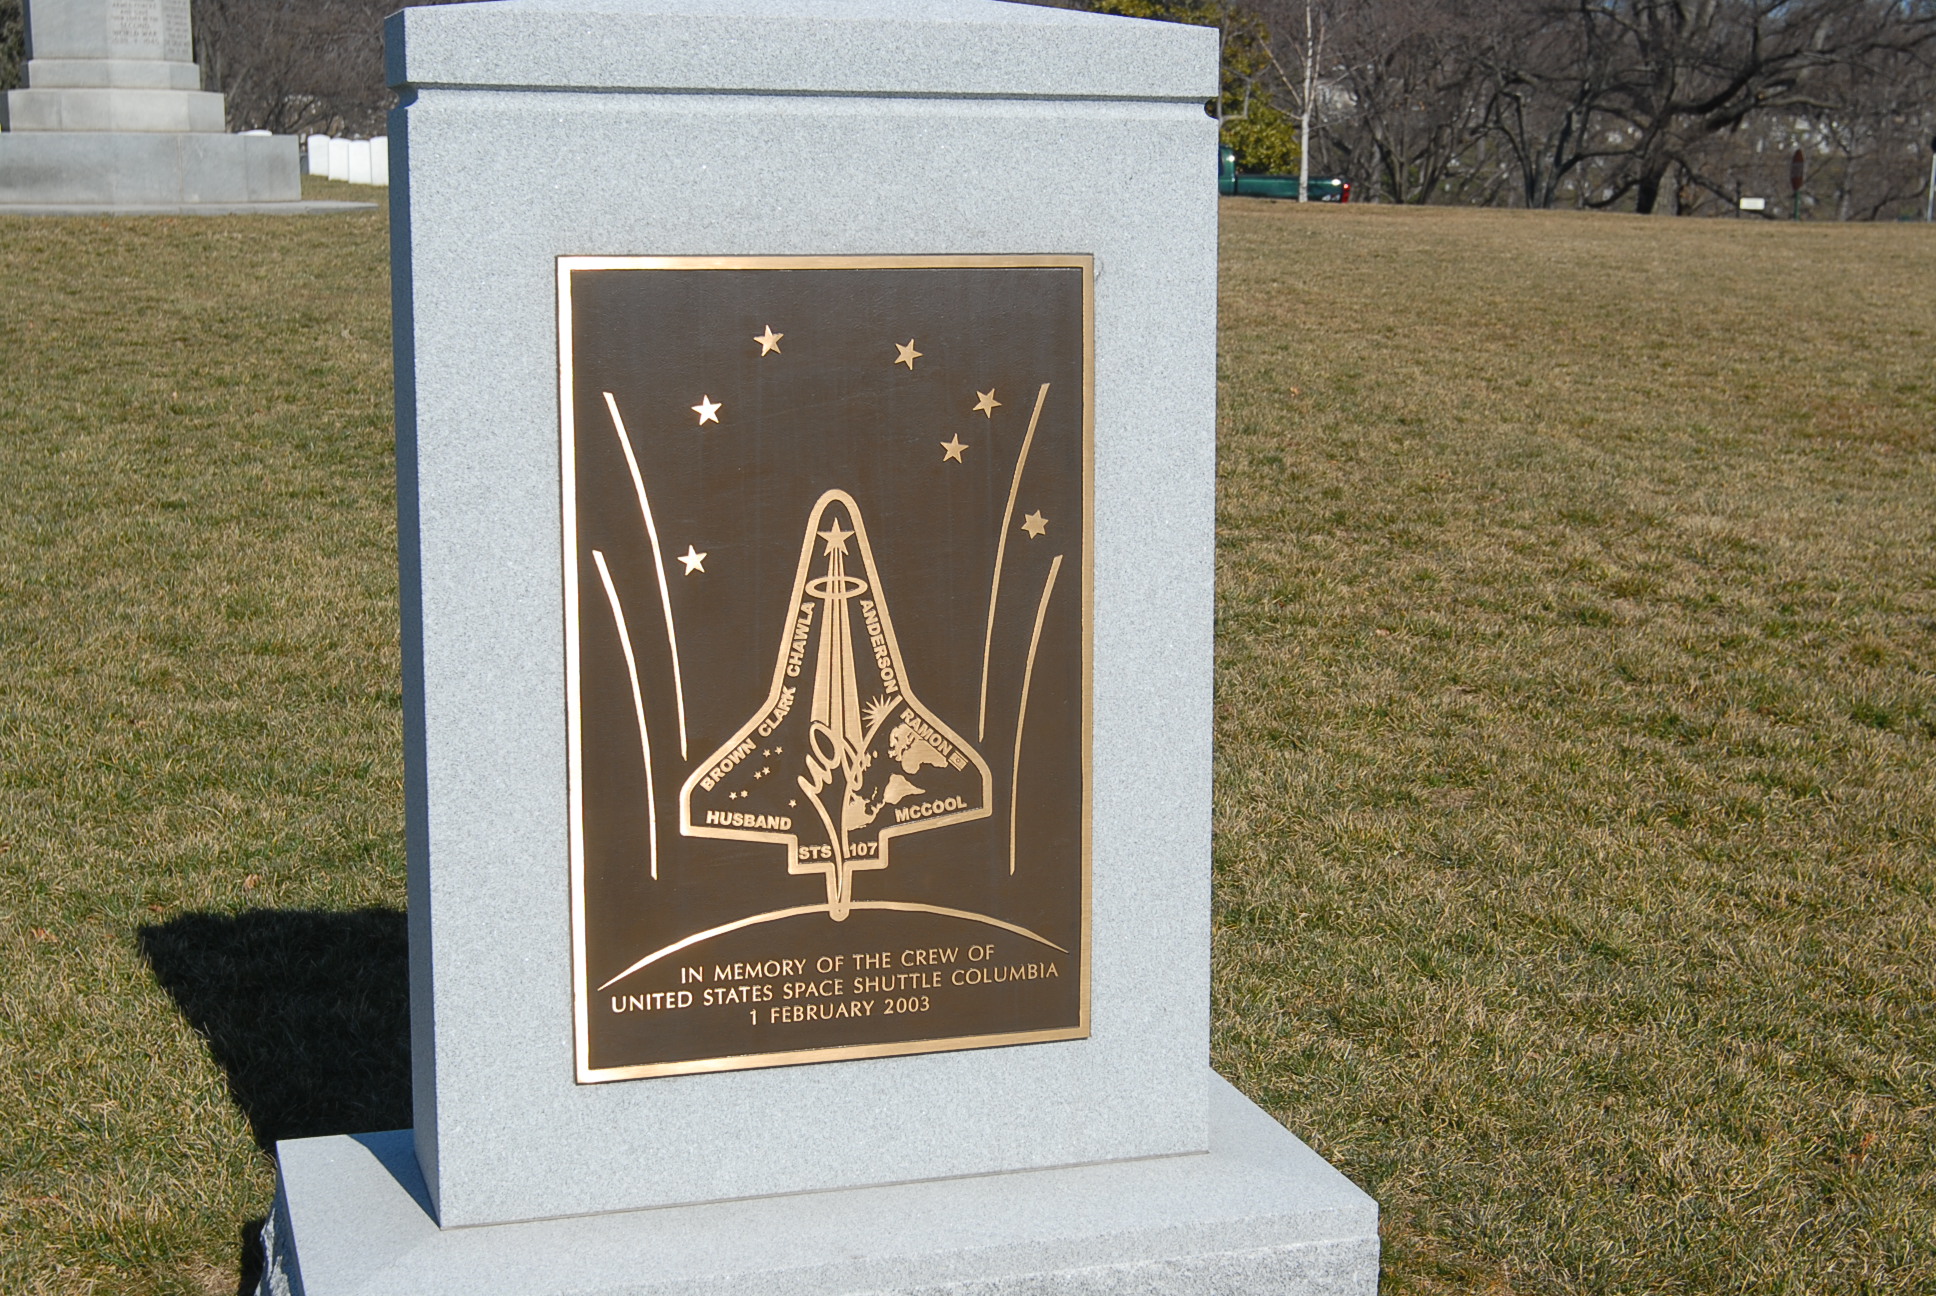 CHAWLA
ANDERSON
CLARK
BROWN
RAMON
HUSBAND
MCCOOL
STS 107
IN MEMORY OF THE CREW OF
UNITED STATES SPACE SHUTTLE COLUMBIA
1 FEBRUARY 2003